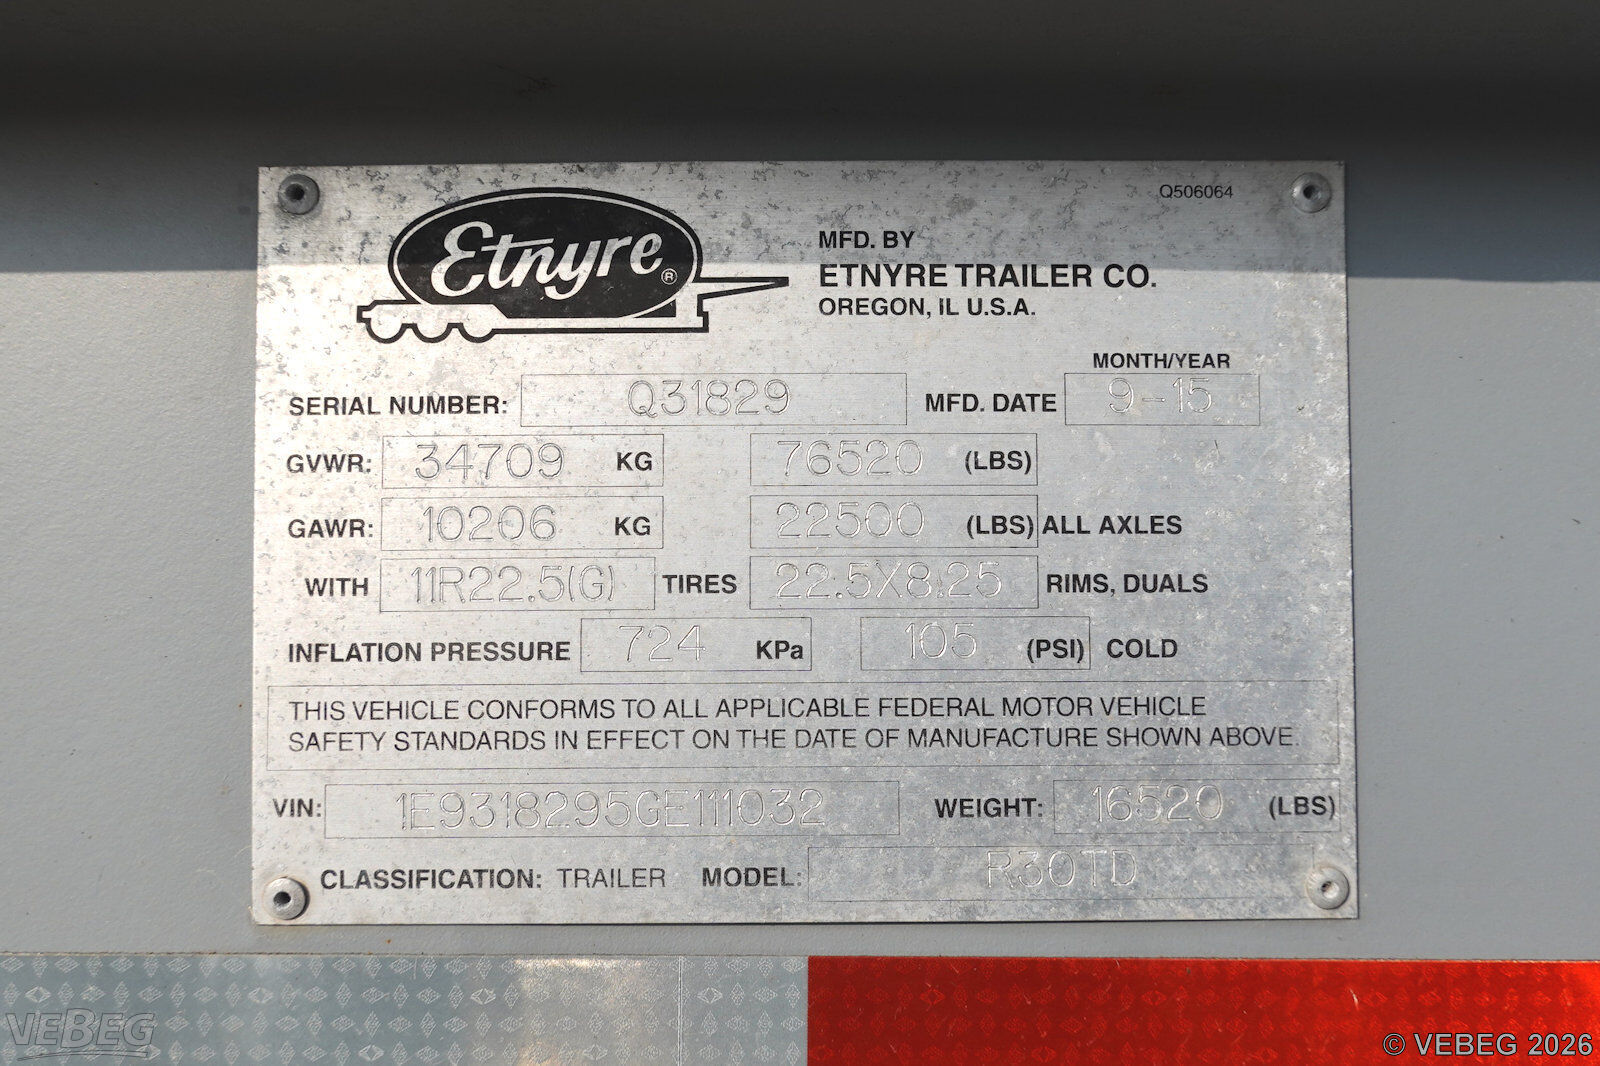 Q506064
Etnyre ®
MFD. BY
ETNYRE TRAILER CO.
OREGON, IL U.S.A.
MONTH/YEAR
SERIAL NUMBER: Q31829 MFD. DATE 9-15
GVWR: 34709 KG 76520 (LBS)
GAWR: 10206 KG 22500 (LBS) ALL AXLES
WITH 11R22.5(G) TIRES 22.5X8.25 RIMS, DUALS
INFLATION PRESSURE 724 KPa 105 (PSI) COLD
THIS VEHICLE CONFORMS TO ALL APPLICABLE FEDERAL MOTOR VEHICLE
SAFETY STANDARDS IN EFFECT ON THE DATE OF MANUFACTURE SHOWN ABOVE.
VIN: 1E9318295GE111032 WEIGHT: 16520 (LBS)
CLASSIFICATION: TRAILER MODEL: R30TD
VEBEG
© VEBEG 2026